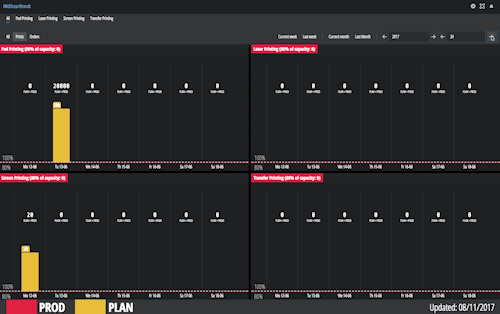 MidOceanBrands
All Pad Printing Laser Printing Screen Printing Transfer Printing
All Prints Orders Current week Last week Current month Last Month 2017 24
Pad Printing (80% of capacity: 0) Laser Printing (80% of capacity: 0)
0 20000 0 0 0 0 0 0 0 0 0 0 0 0
PLAN + PROD PLAN + PROD PLAN + PROD PLAN + PROD PLAN + PROD PLAN + PROD PLAN + PROD PLAN + PROD PLAN + PROD PLAN + PROD PLAN + PROD PLAN + PROD PLAN + PROD PLAN + PROD
100% 100%
80% Mo 12-06 Tu 13-06 We 14-06 Th 15-06 Fr 16-06 Sa 17-06 Su 18-06 80% Mo 12-06 Tu 13-06 We 14-06 Th 15-06 Fr 16-06 Sa 17-06 Su 18-06
Screen Printing (80% of capacity: 0) Transfer Printing (80% of capacity: 0)
20 0 0 0 0 0 0 0 0 0 0 0 0 0
PLAN + PROD PLAN + PROD PLAN + PROD PLAN + PROD PLAN + PROD PLAN + PROD PLAN + PROD PLAN + PROD PLAN + PROD PLAN + PROD PLAN + PROD PLAN + PROD PLAN + PROD PLAN + PROD
20
100% 100%
80% Mo 12-06 Tu 13-06 We 14-06 Th 15-06 Fr 16-06 Sa 17-06 Su 18-06 80% Mo 12-06 Tu 13-06 We 14-06 Th 15-06 Fr 16-06 Sa 17-06 Su 18-06
PROD PLAN Updated: 08/11/2017